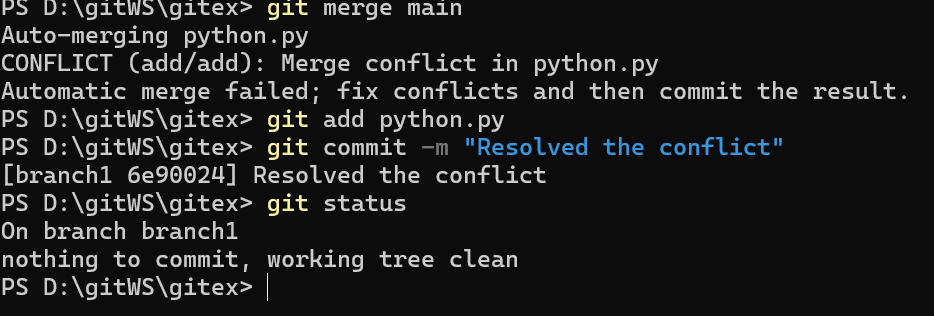 PS D:\gitWS\gitex> git merge main
Auto-merging python.py
CONFLICT (add/add): Merge conflict in python.py
Automatic merge failed; fix conflicts and then commit the result.
PS D:\gitWS\gitex> git add python.py
PS D:\gitWS\gitex> git commit -m "Resolved the conflict"
[branch1 6e90024] Resolved the conflict
PS D:\gitWS\gitex> git status
On branch branch1
nothing to commit, working tree clean
PS D:\gitWS\gitex>